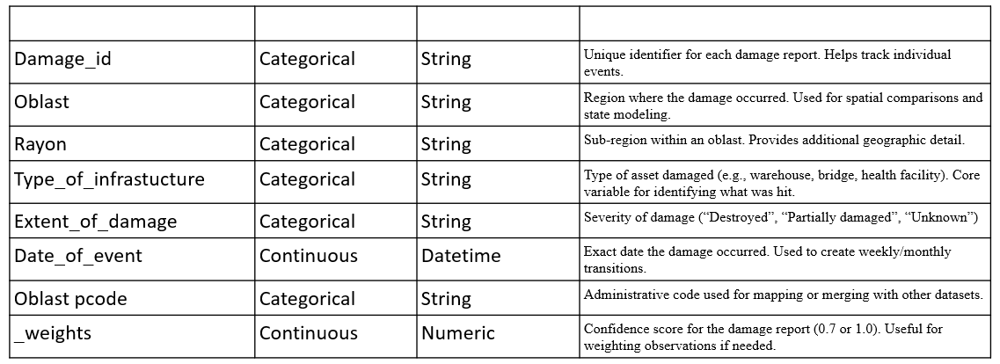 Damage_id Categorical String Unique identifier for each damage report. Helps track individual
events.
Oblast Categorical String Region where the damage occurred. Used for spatial comparisons and
state modeling.
Rayon Categorical String Sub-region within an oblast. Provides additional geographic detail.
Type_of_infrastucture Categorical String Type of asset damaged (e.g., warehouse, bridge, health facility). Core
variable for identifying what was hit.
Extent_of_damage Categorical String Severity of damage (“Destroyed”, “Partially damaged”, “Unknown”)
Date_of_event Continuous Datetime Exact date the damage occurred. Used to create weekly/monthly
transitions.
Oblast pcode Categorical String Administrative code used for mapping or merging with other datasets.
_weights Continuous Numeric Confidence score for the damage report (0.7 or 1.0). Useful for
weighting observations if needed.